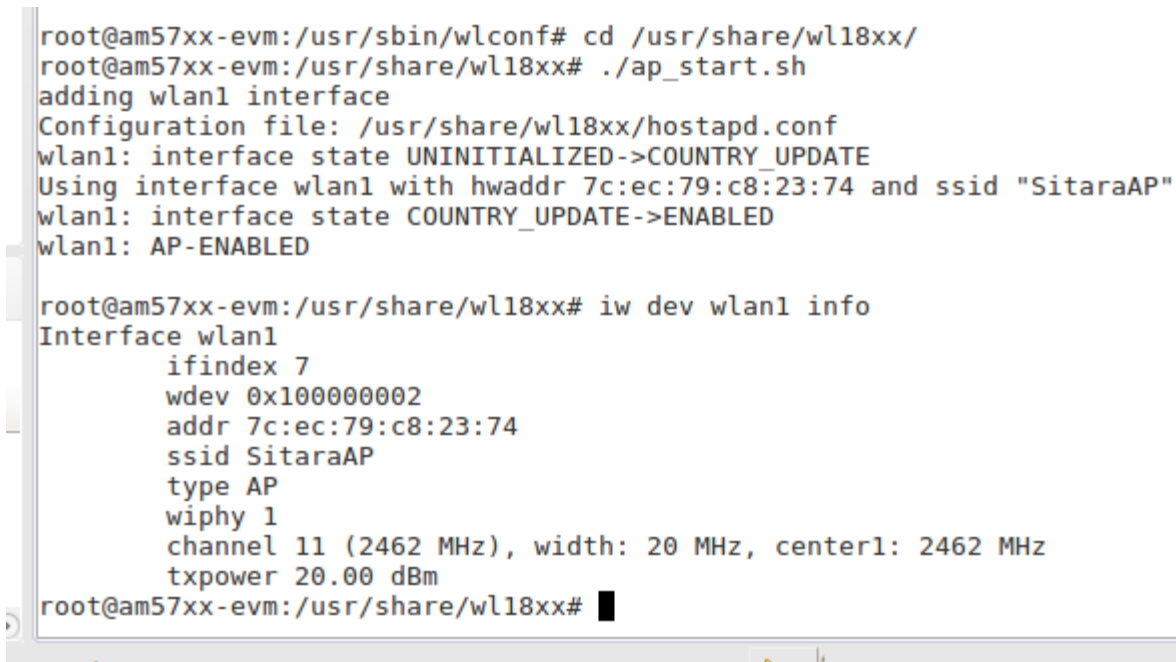 root@am57xx-evm:/usr/sbin/wlconf# cd /usr/share/wl18xx/
root@am57xx-evm:/usr/share/wl18xx# ./ap_start.sh
adding wlan1 interface
Configuration file: /usr/share/wl18xx/hostapd.conf
wlan1: interface state UNINITIALIZED->COUNTRY_UPDATE
Using interface wlan1 with hwaddr 7c:ec:79:c8:23:74 and ssid "SitaraAP"
wlan1: interface state COUNTRY_UPDATE->ENABLED
wlan1: AP-ENABLED
root@am57xx-evm:/usr/share/wl18xx# iw dev wlan1 info
Interface wlan1
ifindex 7
wdev 0x100000002
addr 7c:ec:79:c8:23:74
ssid SitaraAP
type AP
wiphy 1
channel 11 (2462 MHz), width: 20 MHz, center1: 2462 MHz
txpower 20.00 dBm
root@am57xx-evm:/usr/share/wl18xx#